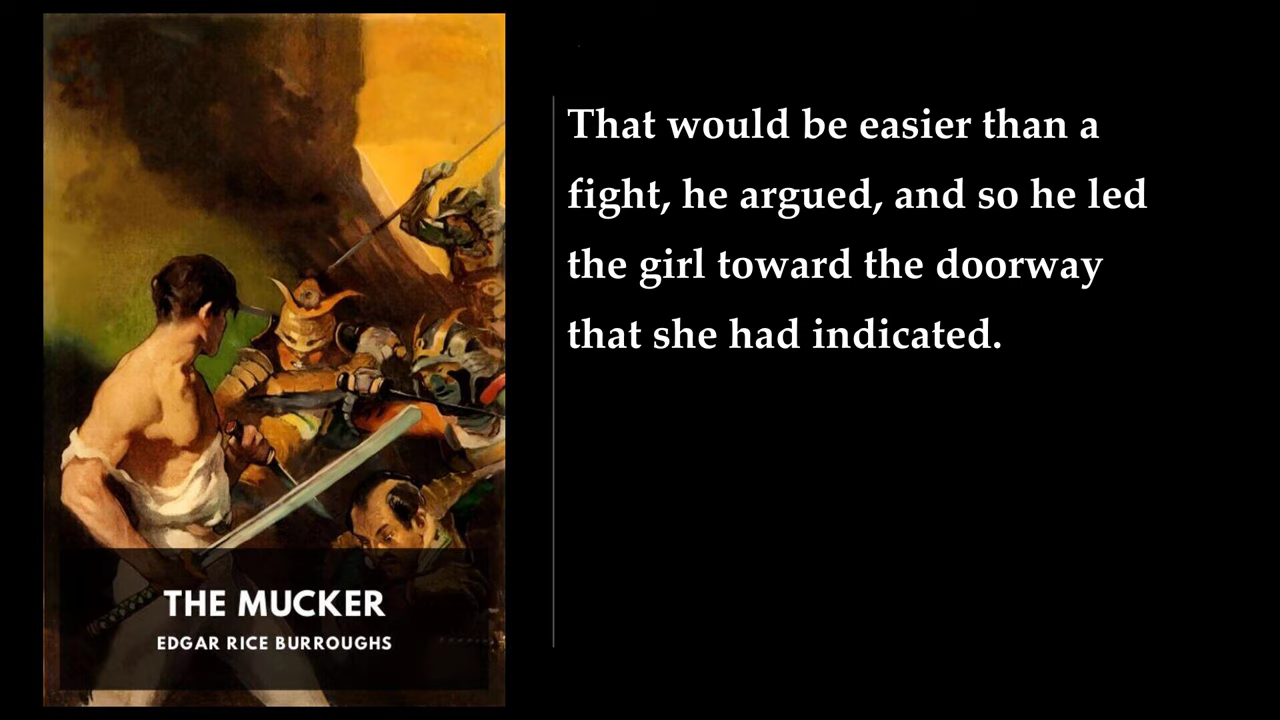 THE MUCKER
EDGAR RICE BURROUGHS
That would be easier than a
fight, he argued, and so he led
the girl toward the doorway
that she had indicated.